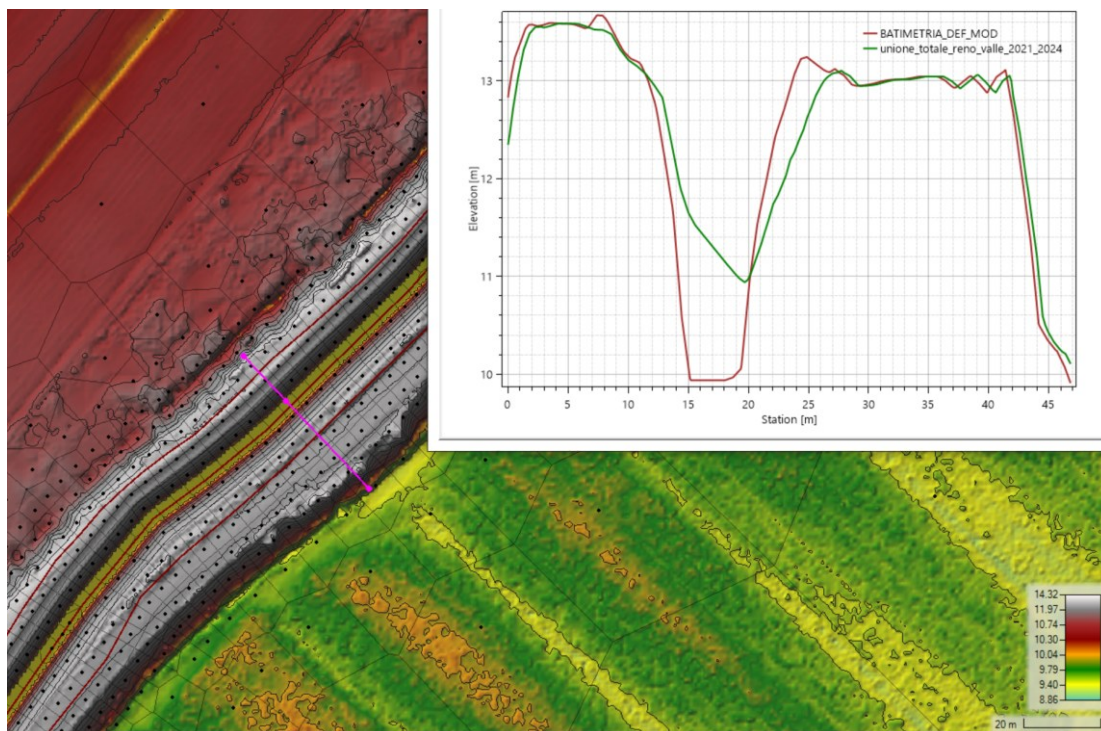 BATIMETRIA_DEF_MOD
unione_totale_reno_valle_2021_2024
13
12
11
10
Elevation [m]
0 5 10 15 20 25 30 35 40 45
Station [m]
14.32
11.97
10.74
10.30
10.04
9.79
9.40
8.86
20 m